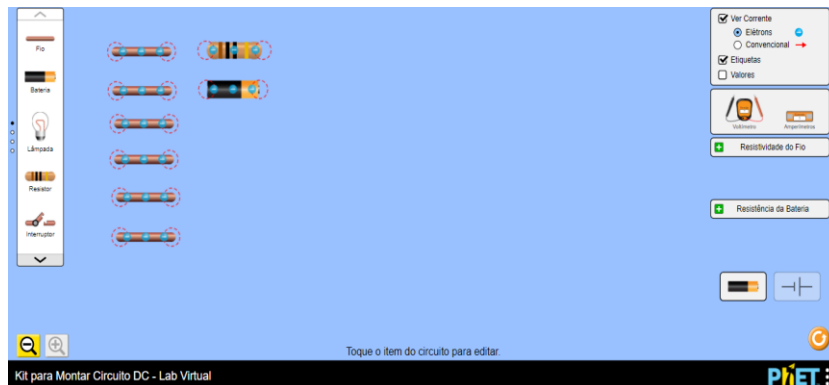 Fio
Bateria
Lâmpada
Resistor
Interruptor
Ver Corrente
Elétrons
Convencional
Etiquetas
Valores
Voltímetro
Amperímetros
Resistividade do Fio
Resistência da Bateria
Toque o item do circuito para editar.
Kit para Montar Circuito DC - Lab Virtual
PhET